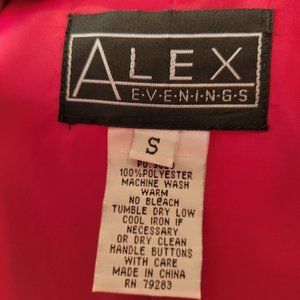 ALEX
E·V·E·N·I·N·G·S
S
100%POLYESTER
MACHINE WASH
WARM
NO BLEACH
TUMBLE DRY LOW
COOL IRON IF
NECESSARY
OR DRY CLEAN
HANDLE BUTTONS
WITH CARE
MADE IN CHINA
RN 79283